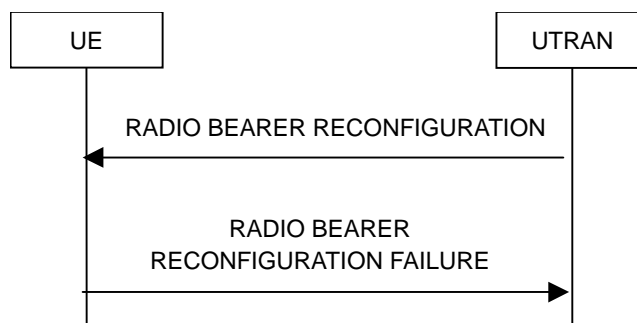 UE
UTRAN
RADIO BEARER RECONFIGURATION
RADIO BEARER
RECONFIGURATION FAILURE